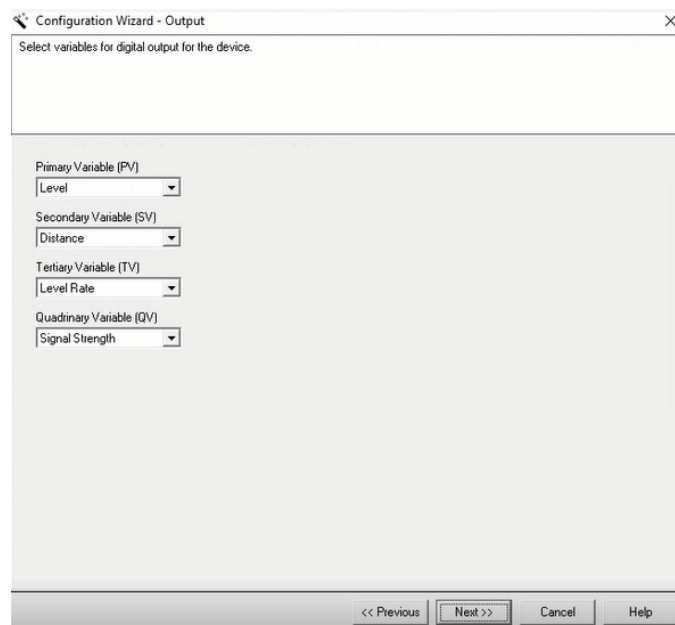 Configuration Wizard - Output
Select variables for digital output for the device.
Primary Variable (PV)
Level
Secondary Variable (SV)
Distance
Tertiary Variable (TV)
Level Rate
Quadrinary Variable (QV)
Signal Strength
<< Previous
Next >>
Cancel
Help